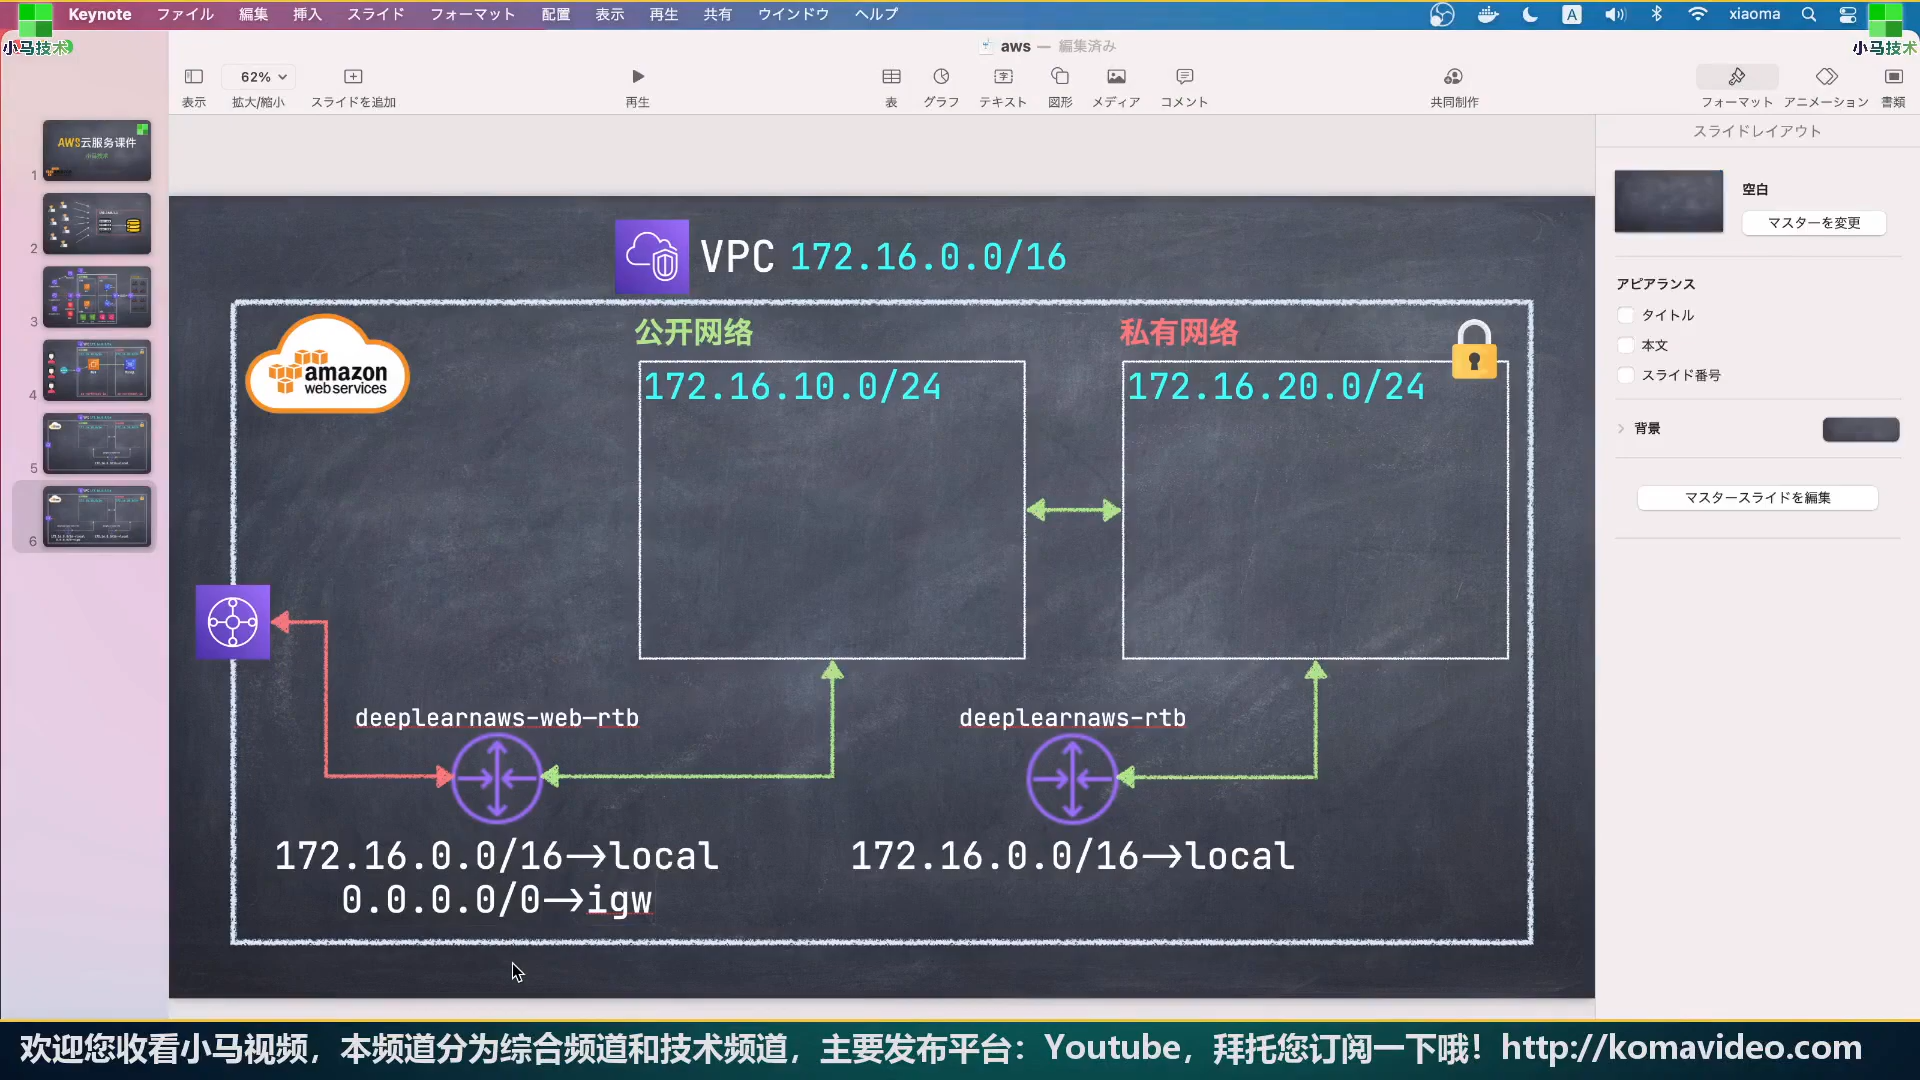 Keynote ファイル 編集 挿入 スライド フォーマット 配置 表示 再生 共有 ウインドウ ヘルプ
A xiaoma
小马技术
小马技术
aws — 編集済み
62%
表示 拡大/縮小 スライドを追加 再生 表 グラフ テキスト 図形 メディア コメント 共同制作 フォーマット アニメーション 書類
スライドレイアウト
空白
マスターを変更
アピアランス
タイトル
本文
スライド番号
背景
マスタースライドを編集
AWS云服务课件
小马技术
1
2
3
4
5
6
VPC 172.16.0.0/16
amazon
web services
公开网络
私有网络
172.16.10.0/24
172.16.20.0/24
deeplearnaws-web-rtb
deeplearnaws-rtb
172.16.0.0/16→local
0.0.0.0/0→igw
172.16.0.0/16→local
欢迎您收看小马视频，本频道分为综合频道和技术频道，主要发布平台：Youtube，拜托您订阅一下哦！http://komavideo.com